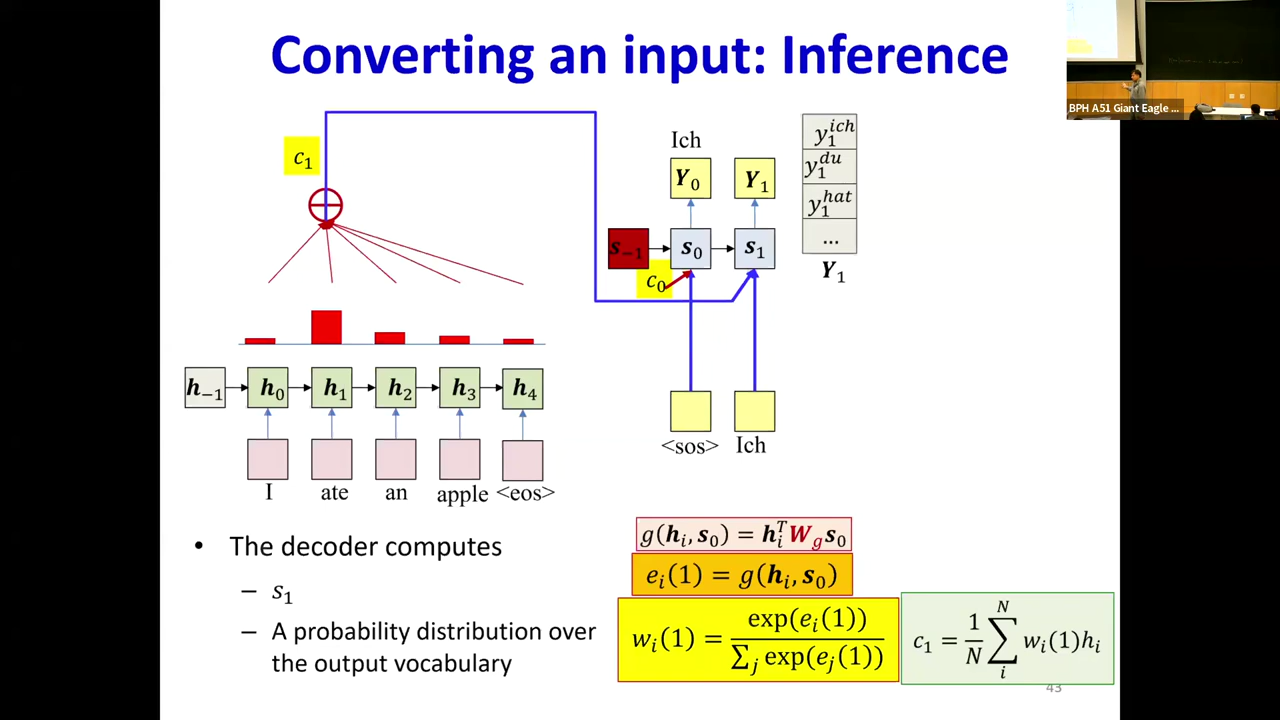 Converting an input: Inference
BPH A51 Giant Eagle ...
c₁
Ich
Y₀ Y₁
s₋₁ s₀ s₁
c₀
y₁ⁱᶜʰ
y₁ᵈᵘ
y₁ʰᵃᵗ
...
Y₁
h₋₁ h₀ h₁ h₂ h₃ h₄
I ate an apple <eos>
<sos> Ich
• The decoder computes
– s₁
– A probability distribution over
the output vocabulary
g(hᵢ, s₀) = hᵢᵀW_g s₀
eᵢ(1) = g(hᵢ, s₀)
wᵢ(1) = exp(eᵢ(1)) / ∑ⱼ exp(eⱼ(1))
c₁ = 1/N ∑ᵢᴺ wᵢ(1)hᵢ
43